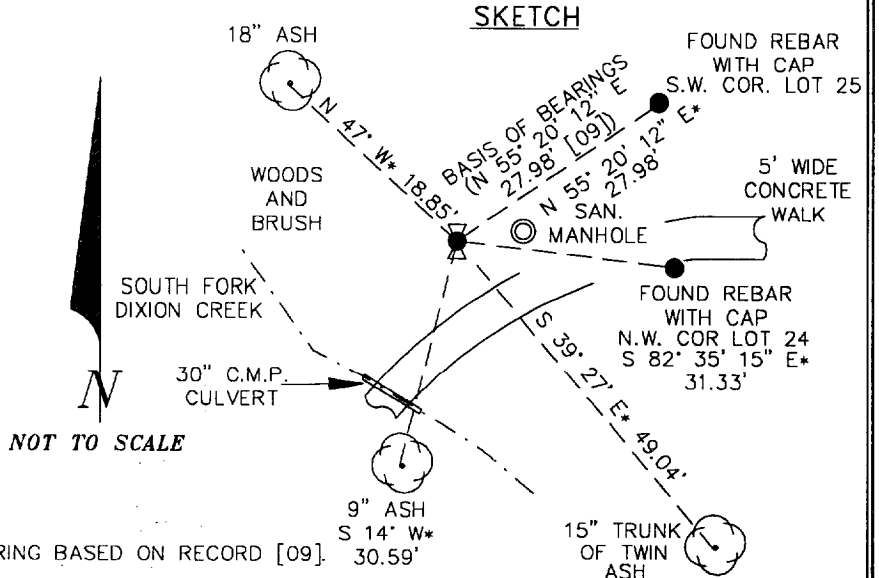 SKETCH
18" ASH
FOUND REBAR
WITH CAP
S.W. COR. LOT 25
N 47° W* 18.85'
BASIS OF BEARINGS
(N 55° 20' 12" E
27.98' [09])
N 55° 20' 12" E*
27.98'
WOODS
AND
BRUSH
SAN.
MANHOLE
5' WIDE
CONCRETE
WALK
SOUTH FORK
DIXION CREEK
FOUND REBAR
WITH CAP
N.W. COR LOT 24
S 82° 35' 15" E*
31.33'
30" C.M.P.
CULVERT
S 39° 27' E* 49.04'
N
NOT TO SCALE
9" ASH
S 14° W*
30.59'
15" TRUNK
OF TWIN
ASH
RING BASED ON RECORD [09].